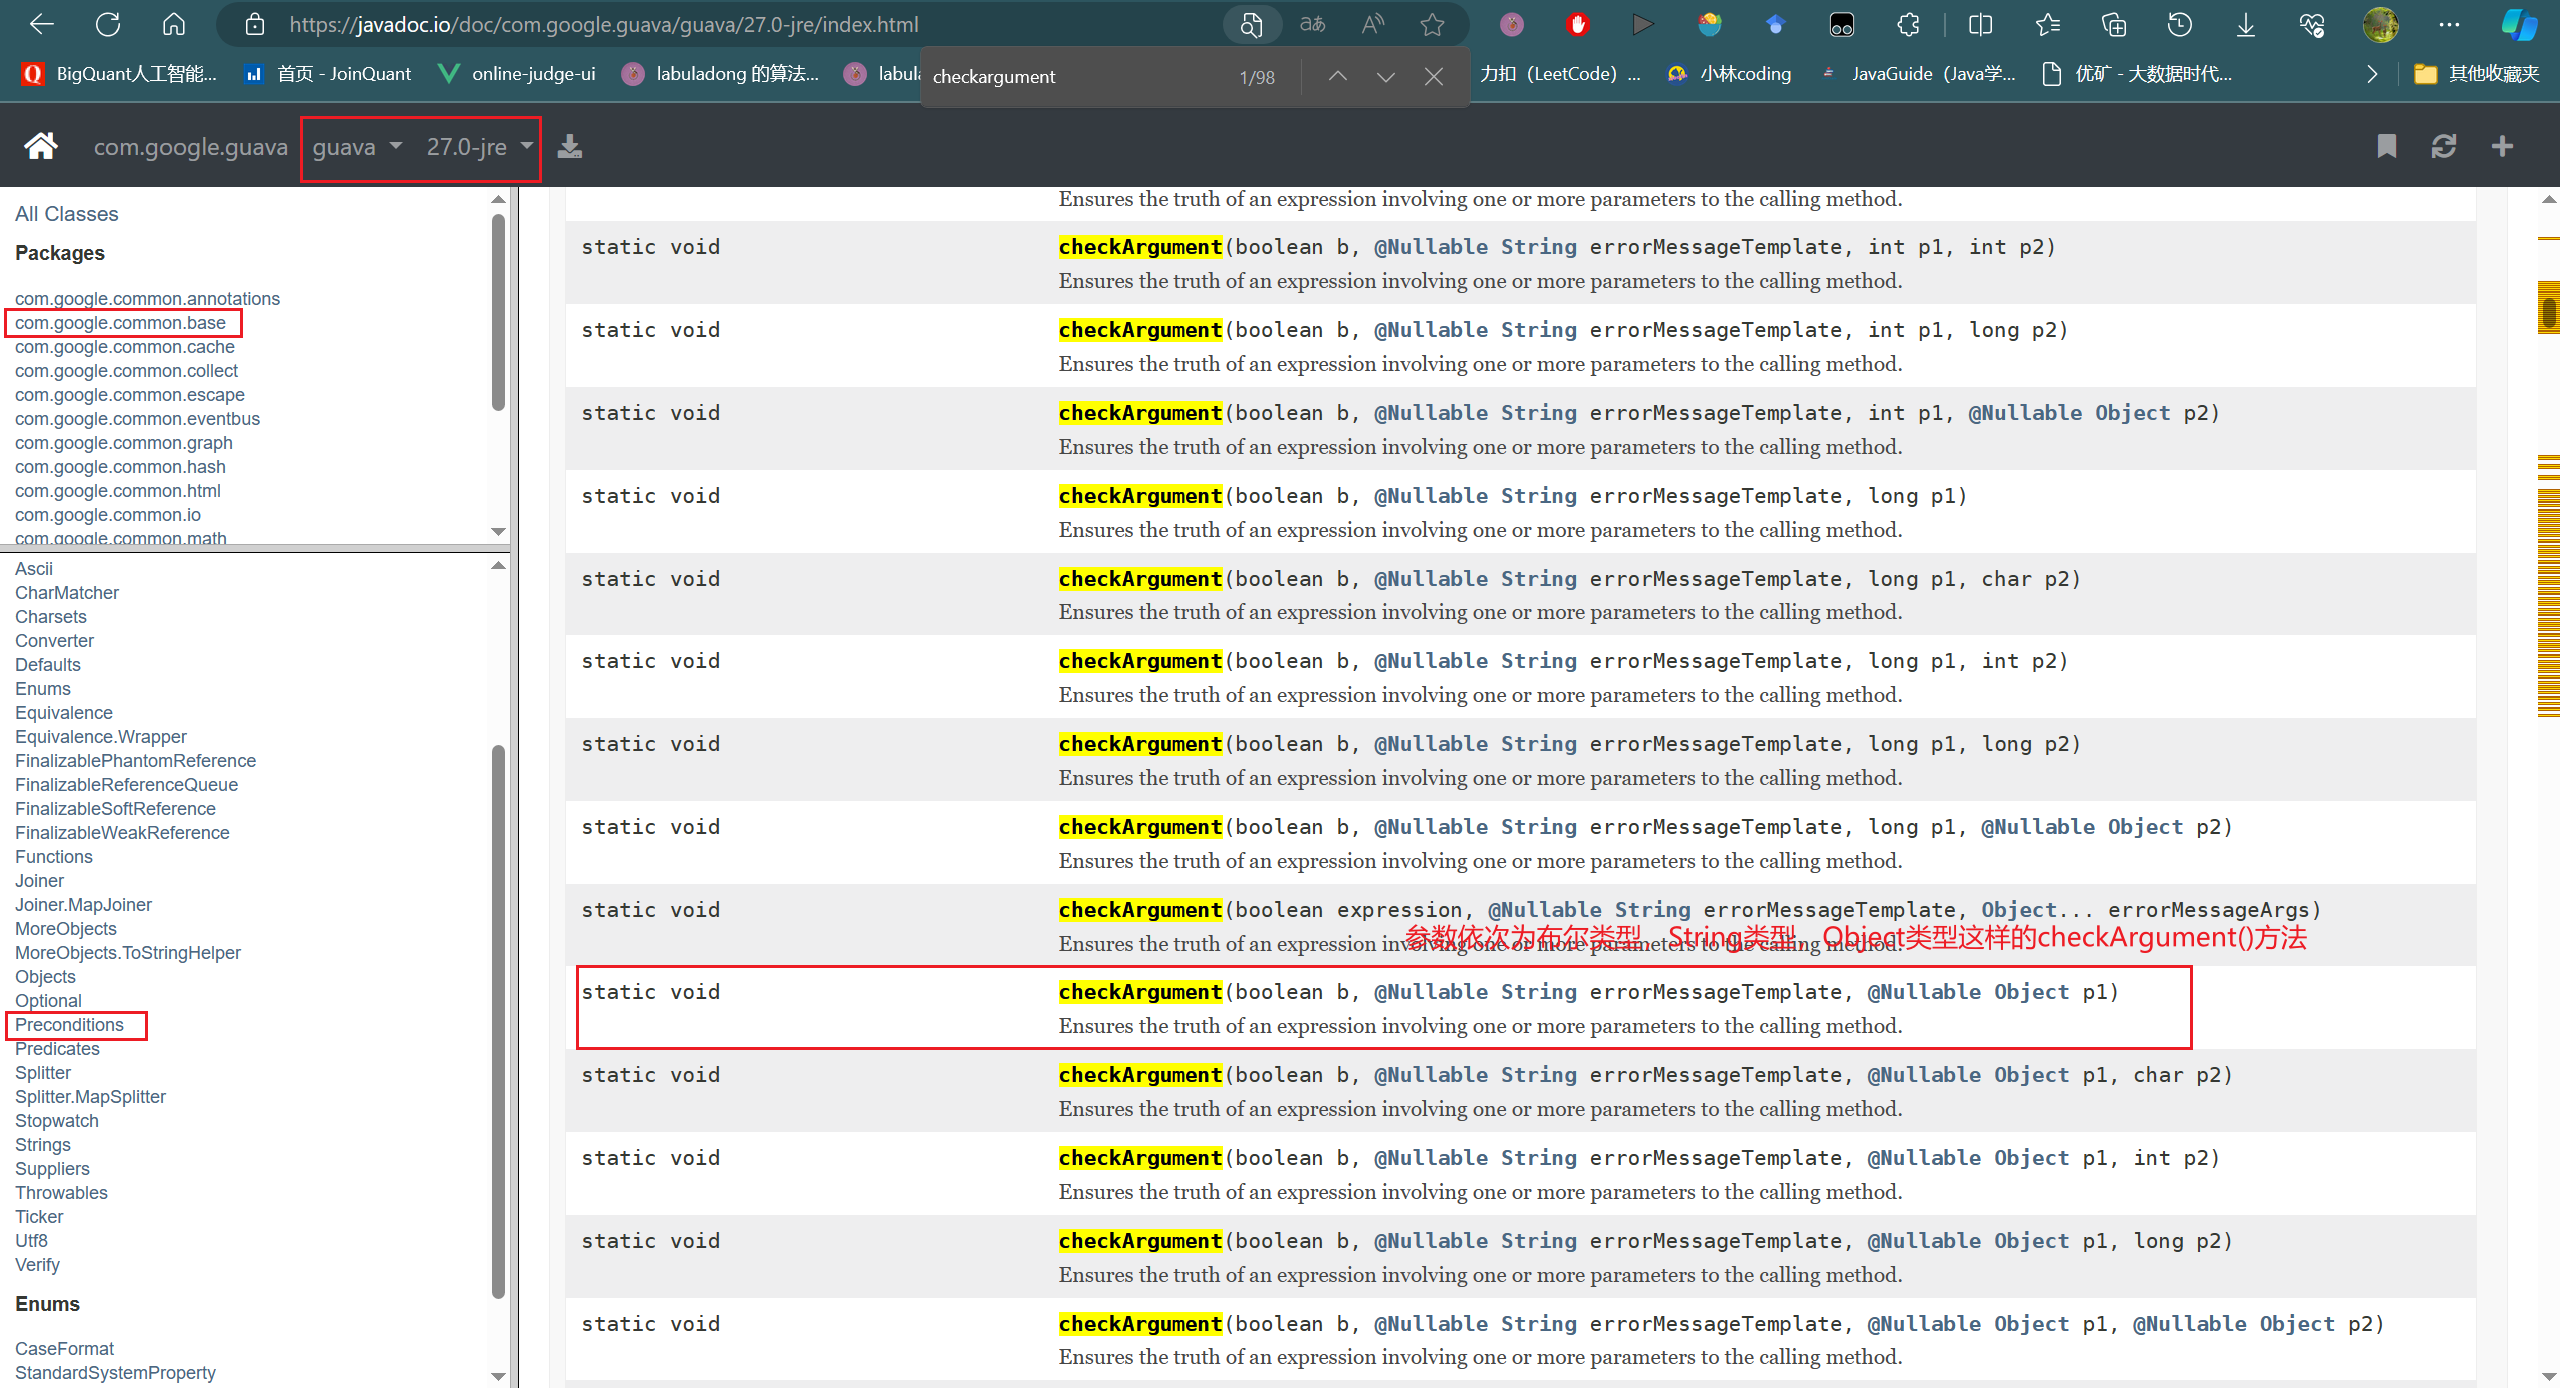 https://javadoc.io/doc/com.google.guava/guava/27.0-jre/index.html
BigQuant人工智能...
首页 - JoinQuant
online-judge-ui
labuladong 的算法...
labul
checkargument
1/98
力扣（LeetCode）...
小林coding
JavaGuide（Java学...
优矿 - 大数据时代...
其他收藏夹
com.google.guava
guava
27.0-jre
All Classes
Packages
com.google.common.annotations
com.google.common.base
com.google.common.cache
com.google.common.collect
com.google.common.escape
com.google.common.eventbus
com.google.common.graph
com.google.common.hash
com.google.common.html
com.google.common.io
com.google.common.math
Ascii
CharMatcher
Charsets
Converter
Defaults
Enums
Equivalence
Equivalence.Wrapper
FinalizablePhantomReference
FinalizableReferenceQueue
FinalizableSoftReference
FinalizableWeakReference
Functions
Joiner
Joiner.MapJoiner
MoreObjects
MoreObjects.ToStringHelper
Objects
Optional
Preconditions
Predicates
Splitter
Splitter.MapSplitter
Stopwatch
Strings
Suppliers
Throwables
Ticker
Utf8
Verify
Enums
CaseFormat
StandardSystemProperty
Ensures the truth of an expression involving one or more parameters to the calling method.
static void checkArgument(boolean b, @Nullable String errorMessageTemplate, int p1, int p2)
Ensures the truth of an expression involving one or more parameters to the calling method.
static void checkArgument(boolean b, @Nullable String errorMessageTemplate, int p1, long p2)
Ensures the truth of an expression involving one or more parameters to the calling method.
static void checkArgument(boolean b, @Nullable String errorMessageTemplate, int p1, @Nullable Object p2)
Ensures the truth of an expression involving one or more parameters to the calling method.
static void checkArgument(boolean b, @Nullable String errorMessageTemplate, long p1)
Ensures the truth of an expression involving one or more parameters to the calling method.
static void checkArgument(boolean b, @Nullable String errorMessageTemplate, long p1, char p2)
Ensures the truth of an expression involving one or more parameters to the calling method.
static void checkArgument(boolean b, @Nullable String errorMessageTemplate, long p1, int p2)
Ensures the truth of an expression involving one or more parameters to the calling method.
static void checkArgument(boolean b, @Nullable String errorMessageTemplate, long p1, long p2)
Ensures the truth of an expression involving one or more parameters to the calling method.
static void checkArgument(boolean b, @Nullable String errorMessageTemplate, long p1, @Nullable Object p2)
Ensures the truth of an expression involving one or more parameters to the calling method.
static void checkArgument(boolean expression, @Nullable String errorMessageTemplate, Object... errorMessageArgs)
Ensures the truth of an expression involving one or more parameters to the calling method.
参数依次为布尔类型，String类型，Object类型这样的checkArgument()方法
static void checkArgument(boolean b, @Nullable String errorMessageTemplate, @Nullable Object p1)
Ensures the truth of an expression involving one or more parameters to the calling method.
static void checkArgument(boolean b, @Nullable String errorMessageTemplate, @Nullable Object p1, char p2)
Ensures the truth of an expression involving one or more parameters to the calling method.
static void checkArgument(boolean b, @Nullable String errorMessageTemplate, @Nullable Object p1, int p2)
Ensures the truth of an expression involving one or more parameters to the calling method.
static void checkArgument(boolean b, @Nullable String errorMessageTemplate, @Nullable Object p1, long p2)
Ensures the truth of an expression involving one or more parameters to the calling method.
static void checkArgument(boolean b, @Nullable String errorMessageTemplate, @Nullable Object p1, @Nullable Object p2)
Ensures the truth of an expression involving one or more parameters to the calling method.